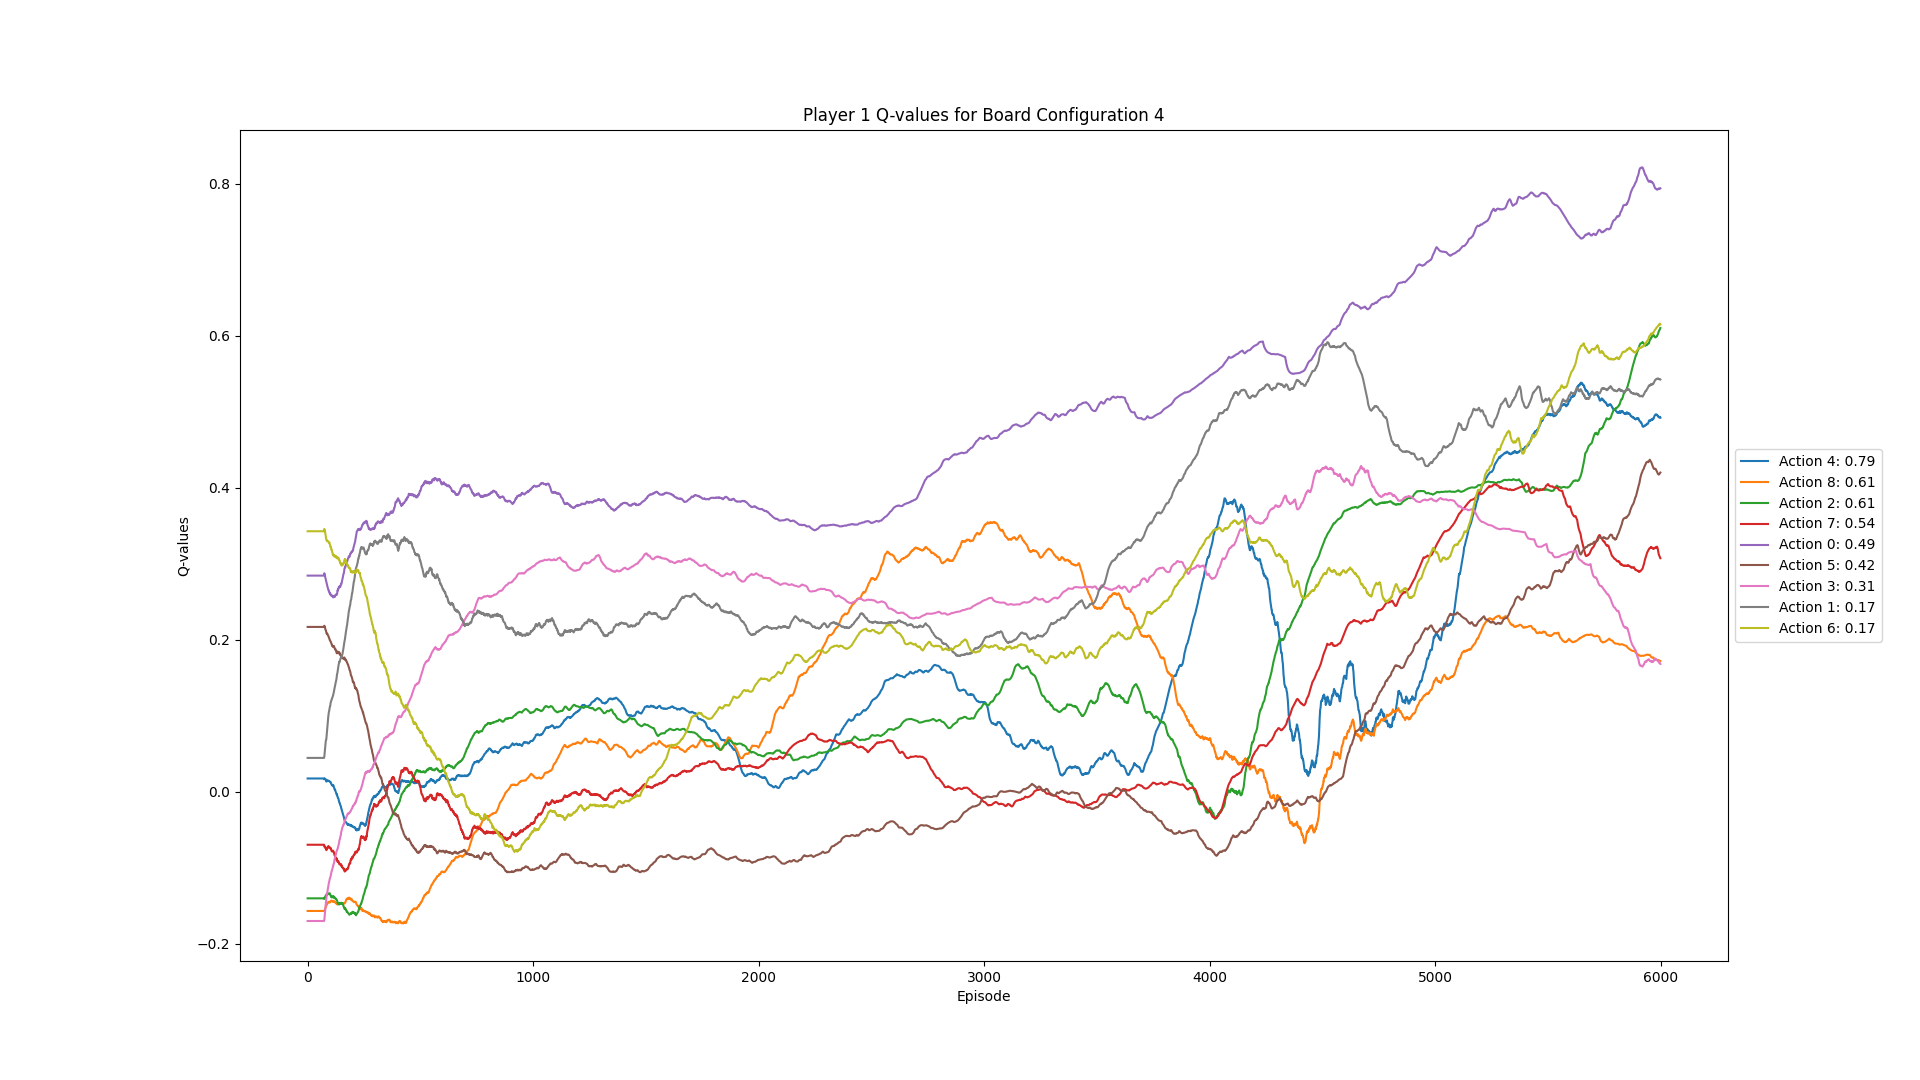 Player 1 Q-values for Board Configuration 4
0.8
0.6
0.4
0.2
0.0
−0.2
Q-values
0 1000 2000 3000 4000 5000 6000
Episode
Action 4: 0.79
Action 8: 0.61
Action 2: 0.61
Action 7: 0.54
Action 0: 0.49
Action 5: 0.42
Action 3: 0.31
Action 1: 0.17
Action 6: 0.17